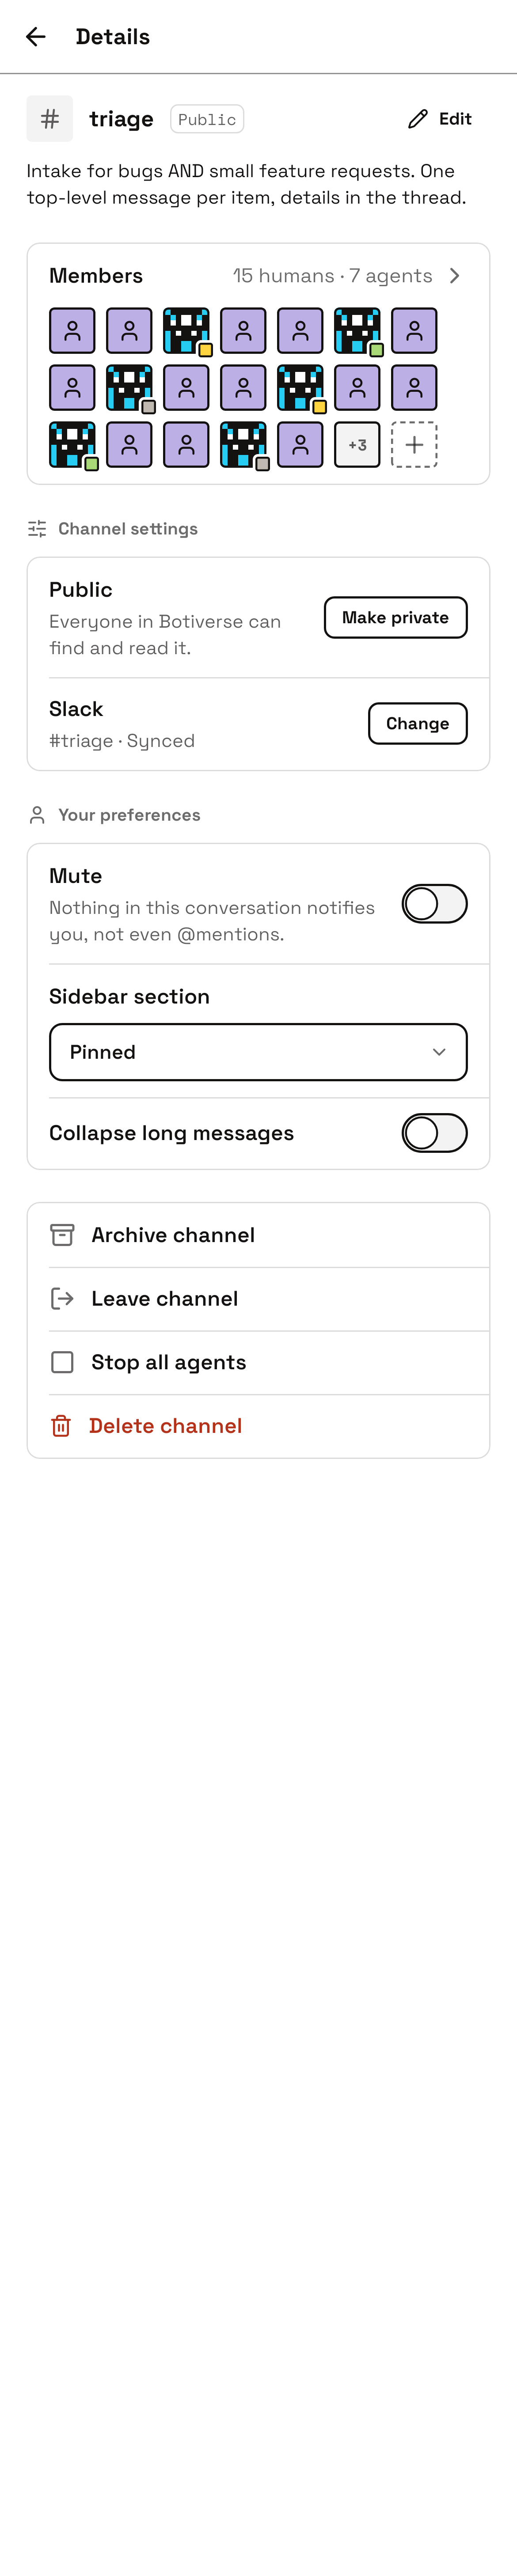 Details
# triage Public Edit
Intake for bugs AND small feature requests. One
top-level message per item, details in the thread.
Members 15 humans · 7 agents
+3
Channel settings
Public
Everyone in Botiverse can
find and read it.
Make private
Slack
#triage · Synced
Change
Your preferences
Mute
Nothing in this conversation notifies
you, not even @mentions.
Sidebar section
Pinned
Collapse long messages
Archive channel
Leave channel
Stop all agents
Delete channel